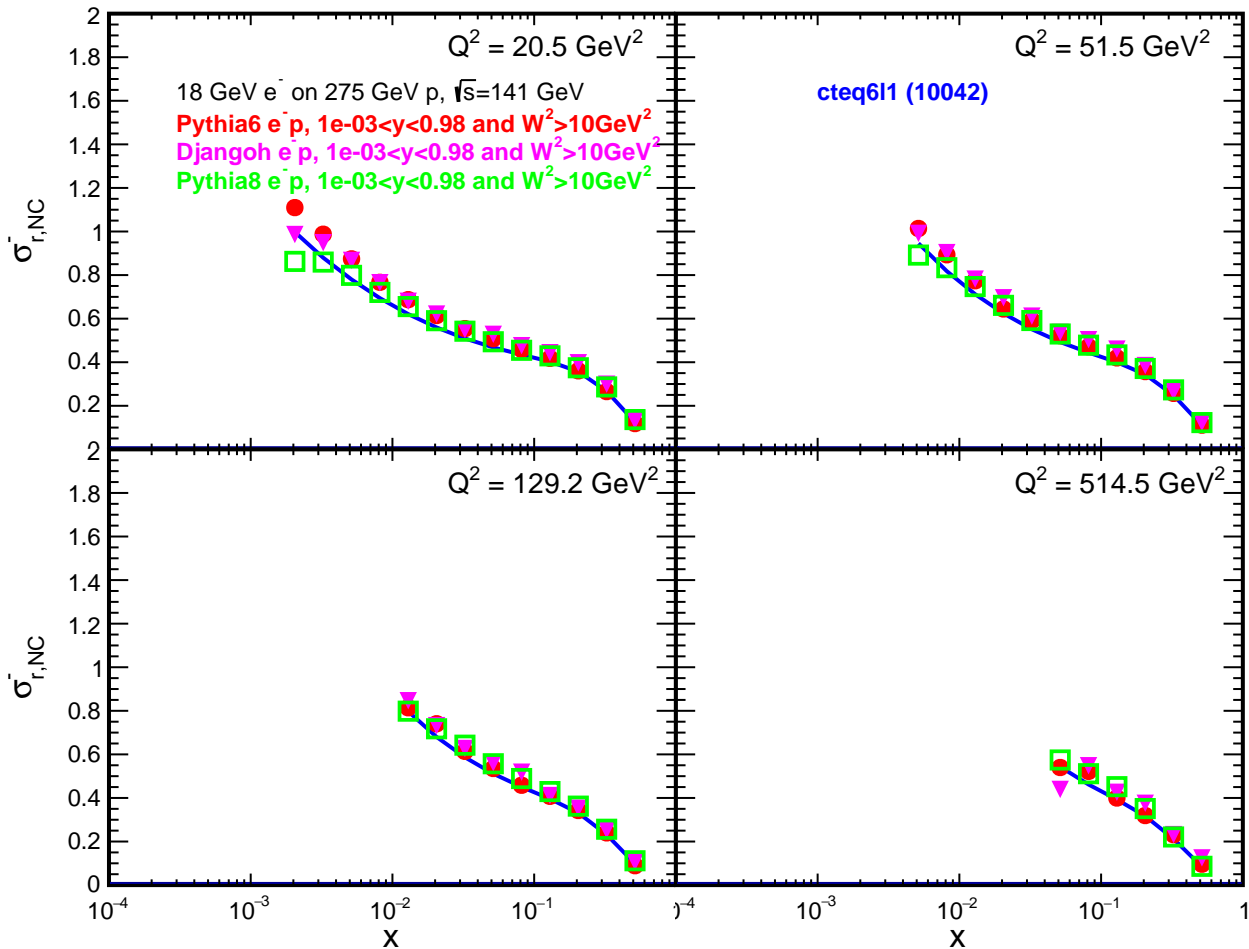 Q² = 20.5 GeV²
Q² = 51.5 GeV²
18 GeV e⁻ on 275 GeV p, √s=141 GeV
cteq6l1 (10042)
Pythia6 e⁻p, 1e-03<y<0.98 and W²>10GeV²
Djangoh e⁻p, 1e-03<y<0.98 and W²>10GeV²
Pythia8 e⁻p, 1e-03<y<0.98 and W²>10GeV²
2
1.8
1.6
1.4
1.2
1
0.8
0.6
0.4
0.2
σ⁻r,NC
Q² = 129.2 GeV²
Q² = 514.5 GeV²
2
2
1.8
1.6
1.4
1.2
1
0.8
0.6
0.4
0.2
0
σ⁻r,NC
10⁻⁴ 10⁻³ 10⁻² 10⁻¹ 10⁻⁴ 10⁻³ 10⁻² 10⁻¹ 1
x x